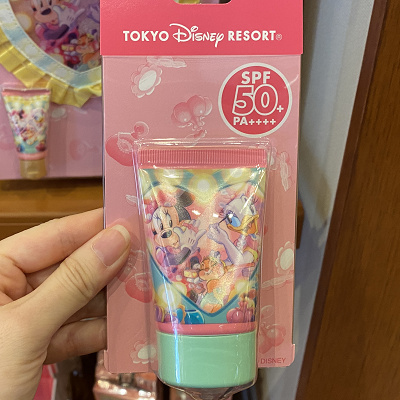 TOKYO Disney RESORT®
SPF
50+
PA++++
DISNEY